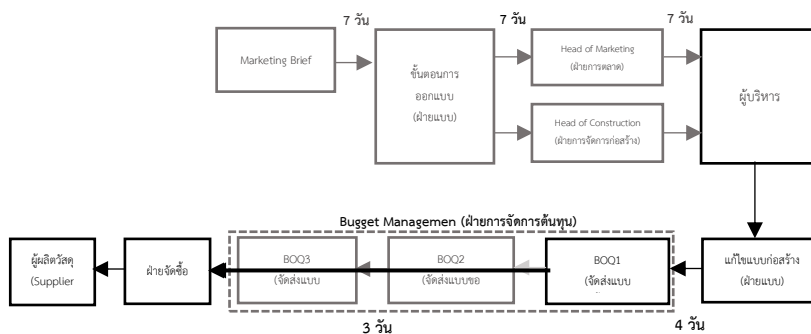 7 วัน
7 วัน
7 วัน
Marketing Brief
ขั้นตอนการ
ออกแบบ
(ฝ่ายแบบ)
Head of Marketing
(ฝ่ายการตลาด)
Head of Construction
(ฝ่ายการจัดการก่อสร้าง)
ผู้บริหาร
Bugget Managemen (ฝ่ายการจัดการต้นทุน)
ผู้ผลิตวัสดุ
(Supplier
ฝ่ายจัดซื้อ
BOQ3
(จัดส่งแบบ
BOQ2
(จัดส่งแบบขอ
BOQ1
(จัดส่งแบบ
แก้ไขแบบก่อสร้าง
(ฝ่ายแบบ)
3 วัน
4 วัน